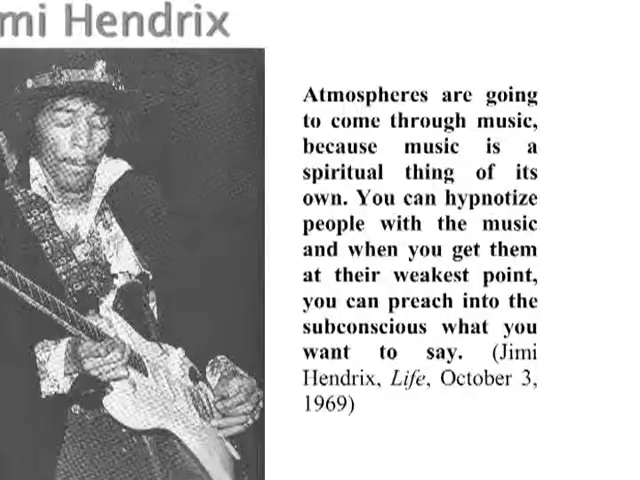 mi Hendrix
Atmospheres are going
to come through music,
because music is a
spiritual thing of its
own. You can hypnotize
people with the music
and when you get them
at their weakest point,
you can preach into the
subconscious what you
want to say. (Jimi
Hendrix, Life, October 3,
1969)